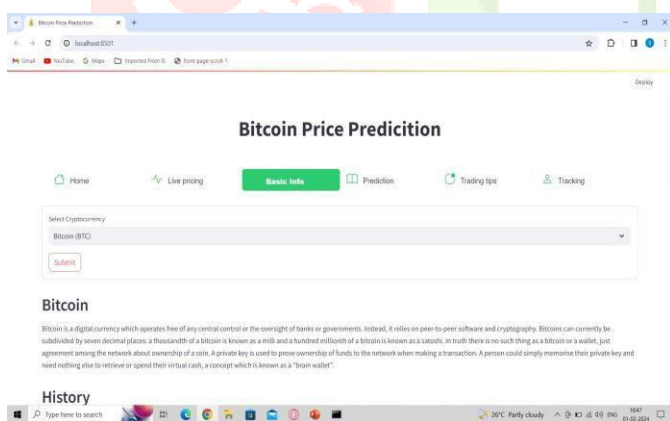 Bitcoin Price Prediction
localhost:8501
Gmail YouTube Maps Imported From IE from page-scroll-1
Deploy
Bitcoin Price Predicition
Home Live pricing Basic Info Prediction Trading tips Tracking
Select Cryptocurrency
Bitcoin (BTC)
Submit
Bitcoin
Bitcoin is a digital currency which operates free of any central control or the oversight of banks or governments. Instead, it relies on peer-to-peer software and cryptography. Bitcoins can currently be
subdivided by seven decimal places: a thousandth of a bitcoin is known as a milli and a hundred millionth of a bitcoin is known as a satoshi. In truth there is no such thing as a bitcoin or a wallet, just
agreement among the network about ownership of a coin. A private key is used to prove ownership of funds to the network when making a transaction. A person could simply memorise their private key and
need nothing else to retrieve or spend their virtual cash, a concept which is known as a "brain wallet".
History
Type here to search 26°C Partly cloudy ENG 1847
01-02-2024